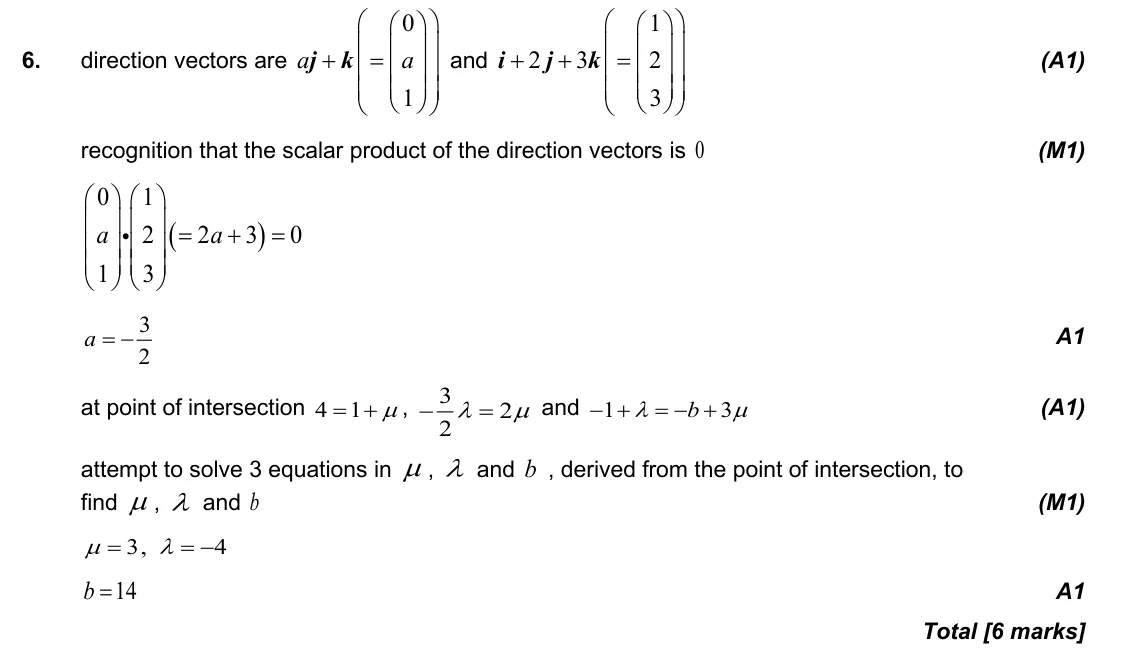 6. direction vectors are aj + k ( = (0 a 1) ) and i + 2j + 3k ( = (1 2 3) ) (A1)
recognition that the scalar product of the direction vectors is 0 (M1)
(0 a 1) • (1 2 3) (= 2a + 3) = 0
a = −3/2 A1
at point of intersection 4 = 1 + μ, −3/2 λ = 2μ and −1 + λ = −b + 3μ (A1)
attempt to solve 3 equations in μ, λ and b , derived from the point of intersection, to
find μ, λ and b (M1)
μ = 3, λ = −4
b = 14 A1
Total [6 marks]